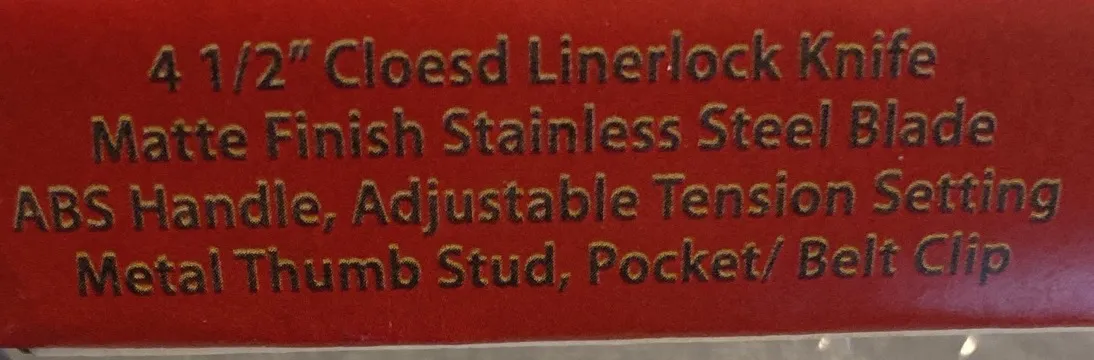 4 1/2" Cloesd Linerlock Knife
Matte Finish Stainless Steel Blade
ABS Handle, Adjustable Tension Setting
Metal Thumb Stud, Pocket/ Belt Clip